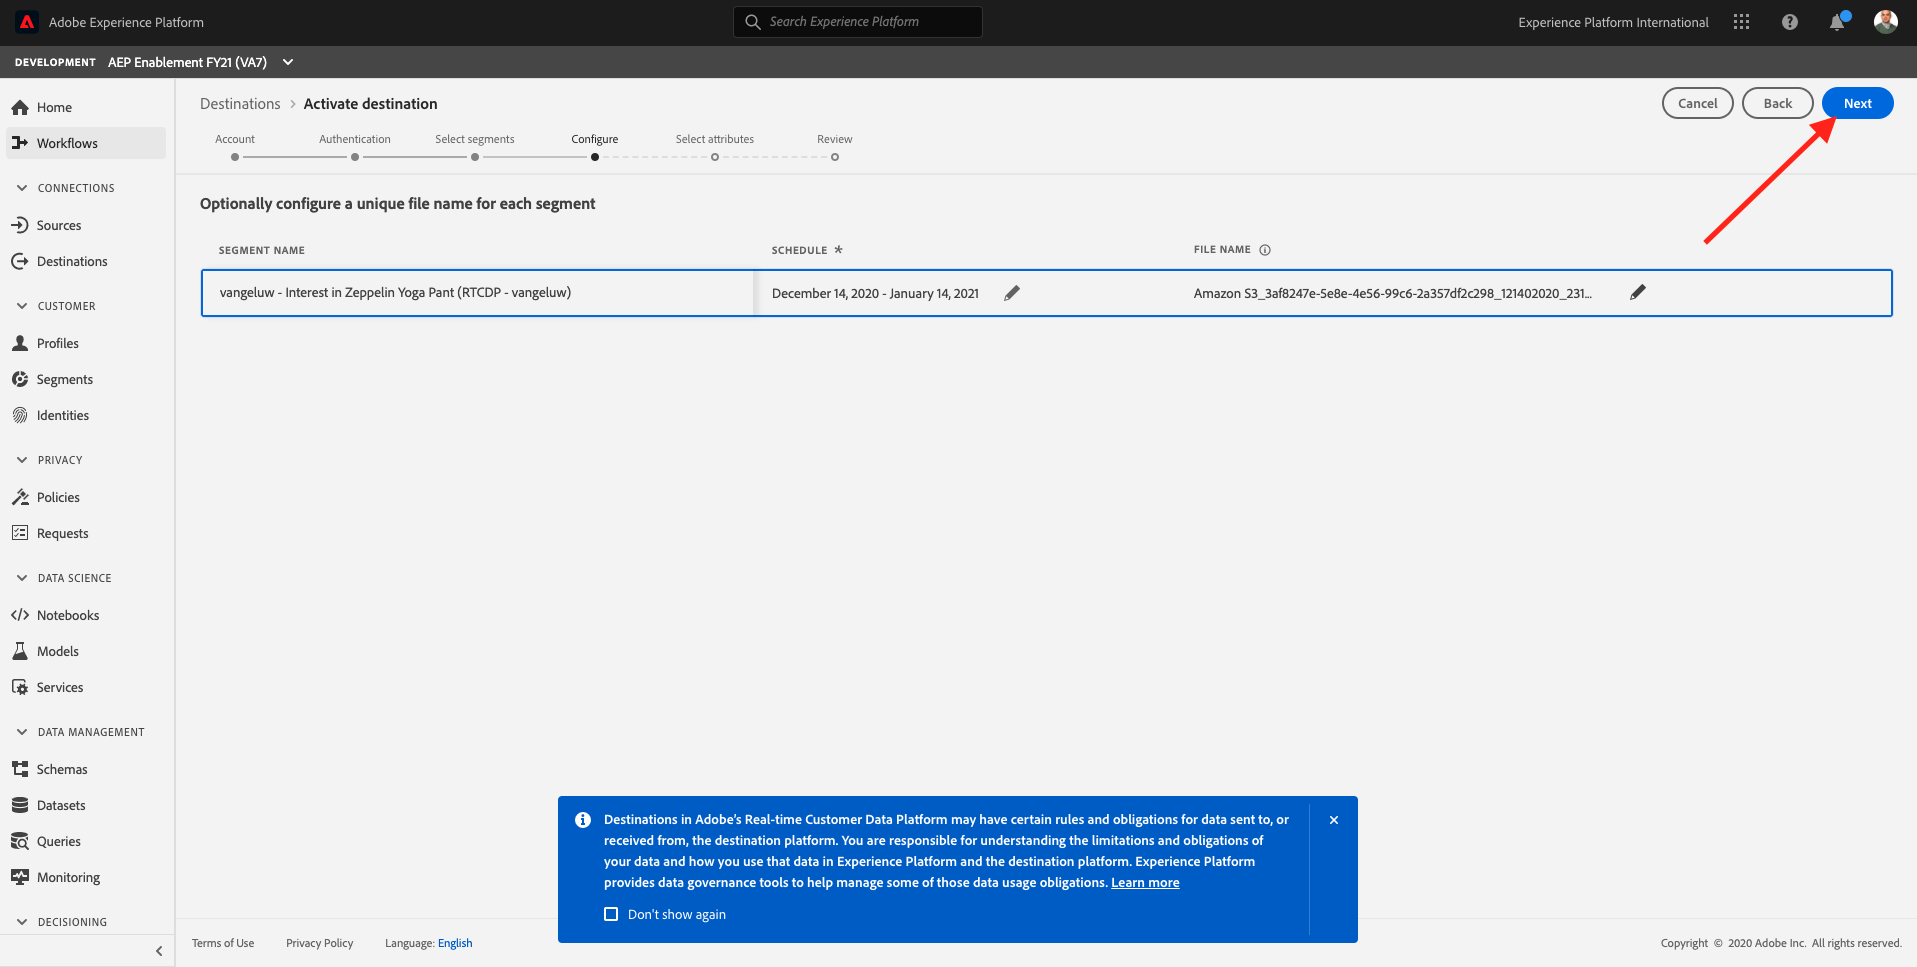 Adobe Experience Platform
Search Experience Platform
Experience Platform International
DEVELOPMENT AEP Enablement FY21 (VA7)
Home
Workflows
CONNECTIONS
Sources
Destinations
CUSTOMER
Profiles
Segments
Identities
PRIVACY
Policies
Requests
DATA SCIENCE
Notebooks
Models
Services
DATA MANAGEMENT
Schemas
Datasets
Queries
Monitoring
DECISIONING
Destinations > Activate destination
Cancel
Back
Next
Account
Authentication
Select segments
Configure
Select attributes
Review
Optionally configure a unique file name for each segment
SEGMENT NAME
SCHEDULE *
FILE NAME
vangeluw - Interest in Zeppelin Yoga Pant (RTCDP - vangeluw)
December 14, 2020 - January 14, 2021
Amazon S3_3af8247e-5e8e-4e56-99c6-2a357df2c298_121402020_231...
Destinations in Adobe's Real-time Customer Data Platform may have certain rules and obligations for data sent to, or
received from, the destination platform. You are responsible for understanding the limitations and obligations of
your data and how you use that data in Experience Platform and the destination platform. Experience Platform
provides data governance tools to help manage some of those data usage obligations. Learn more
Don't show again
Terms of Use
Privacy Policy
Language: English
Copyright © 2020 Adobe Inc. All rights reserved.